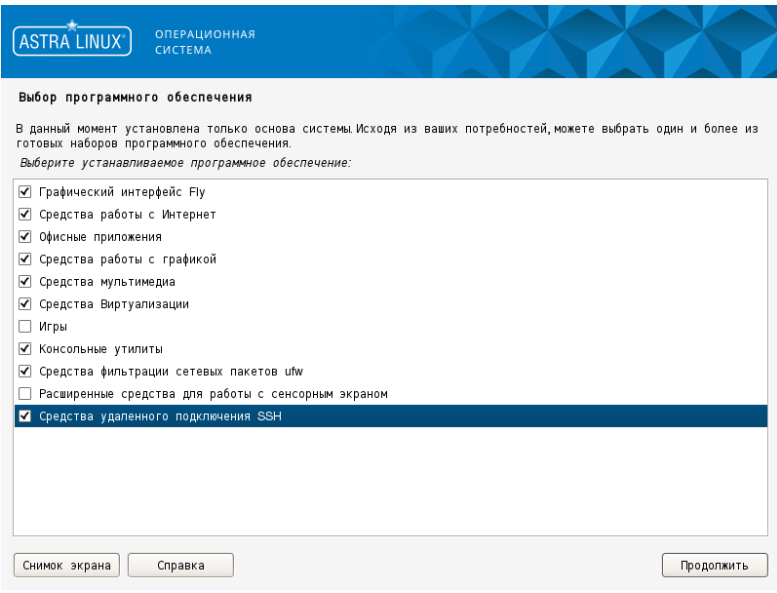 ASTRA LINUX®
ОПЕРАЦИОННАЯ
СИСТЕМА
Выбор программного обеспечения
В данный момент установлена только основа системы. Исходя из ваших потребностей, можете выбрать один и более из
готовых наборов программного обеспечения.
Выберите устанавливаемое программное обеспечение:
Графический интерфейс Fly
Средства работы с Интернет
Офисные приложения
Средства работы с графикой
Средства мультимедиа
Средства Виртуализации
Игры
Консольные утилиты
Средства фильтрации сетевых пакетов ufw
Расширенные средства для работы с сенсорным экраном
Средства удаленного подключения SSH
Снимок экрана
Справка
Продолжить